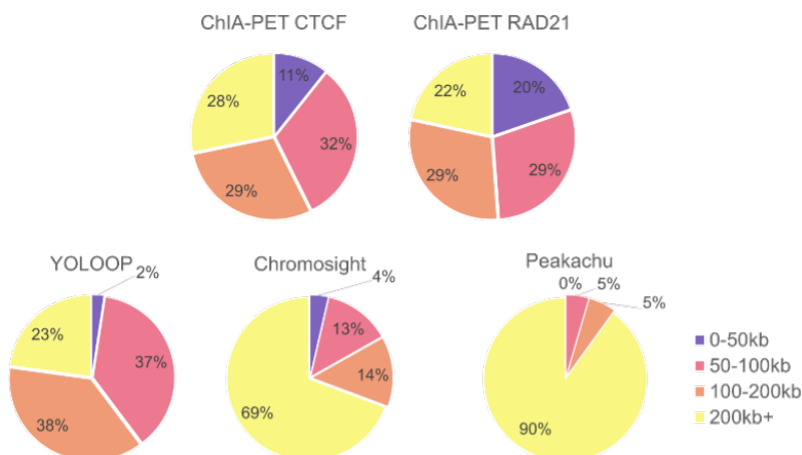 ChIA-PET CTCF
ChIA-PET RAD21
11%
32%
29%
28%
20%
29%
29%
22%
YOLOOP
2%
37%
38%
23%
Chromosight
4%
13%
14%
69%
Peakachu
0%
5%
5%
90%
0-50kb
50-100kb
100-200kb
200kb+